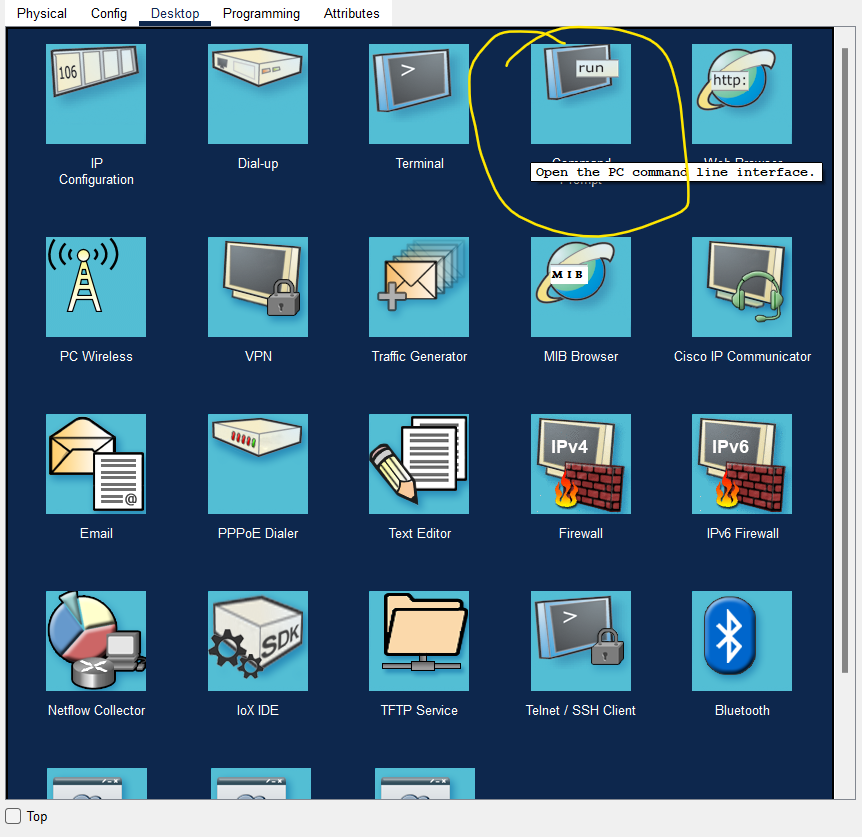 Physical Config Desktop Programming Attributes
106
>
run
http:
IP
Configuration
Dial-up
Terminal
Command
Prompt
Web Browser
Open the PC command line interface.
MIB
PC Wireless
VPN
Traffic Generator
MIB Browser
Cisco IP Communicator
@
IPv4
IPv6
Email
PPPoE Dialer
Text Editor
Firewall
IPv6 Firewall
SDK
>
Netflow Collector
IoX IDE
TFTP Service
Telnet / SSH Client
Bluetooth
Top